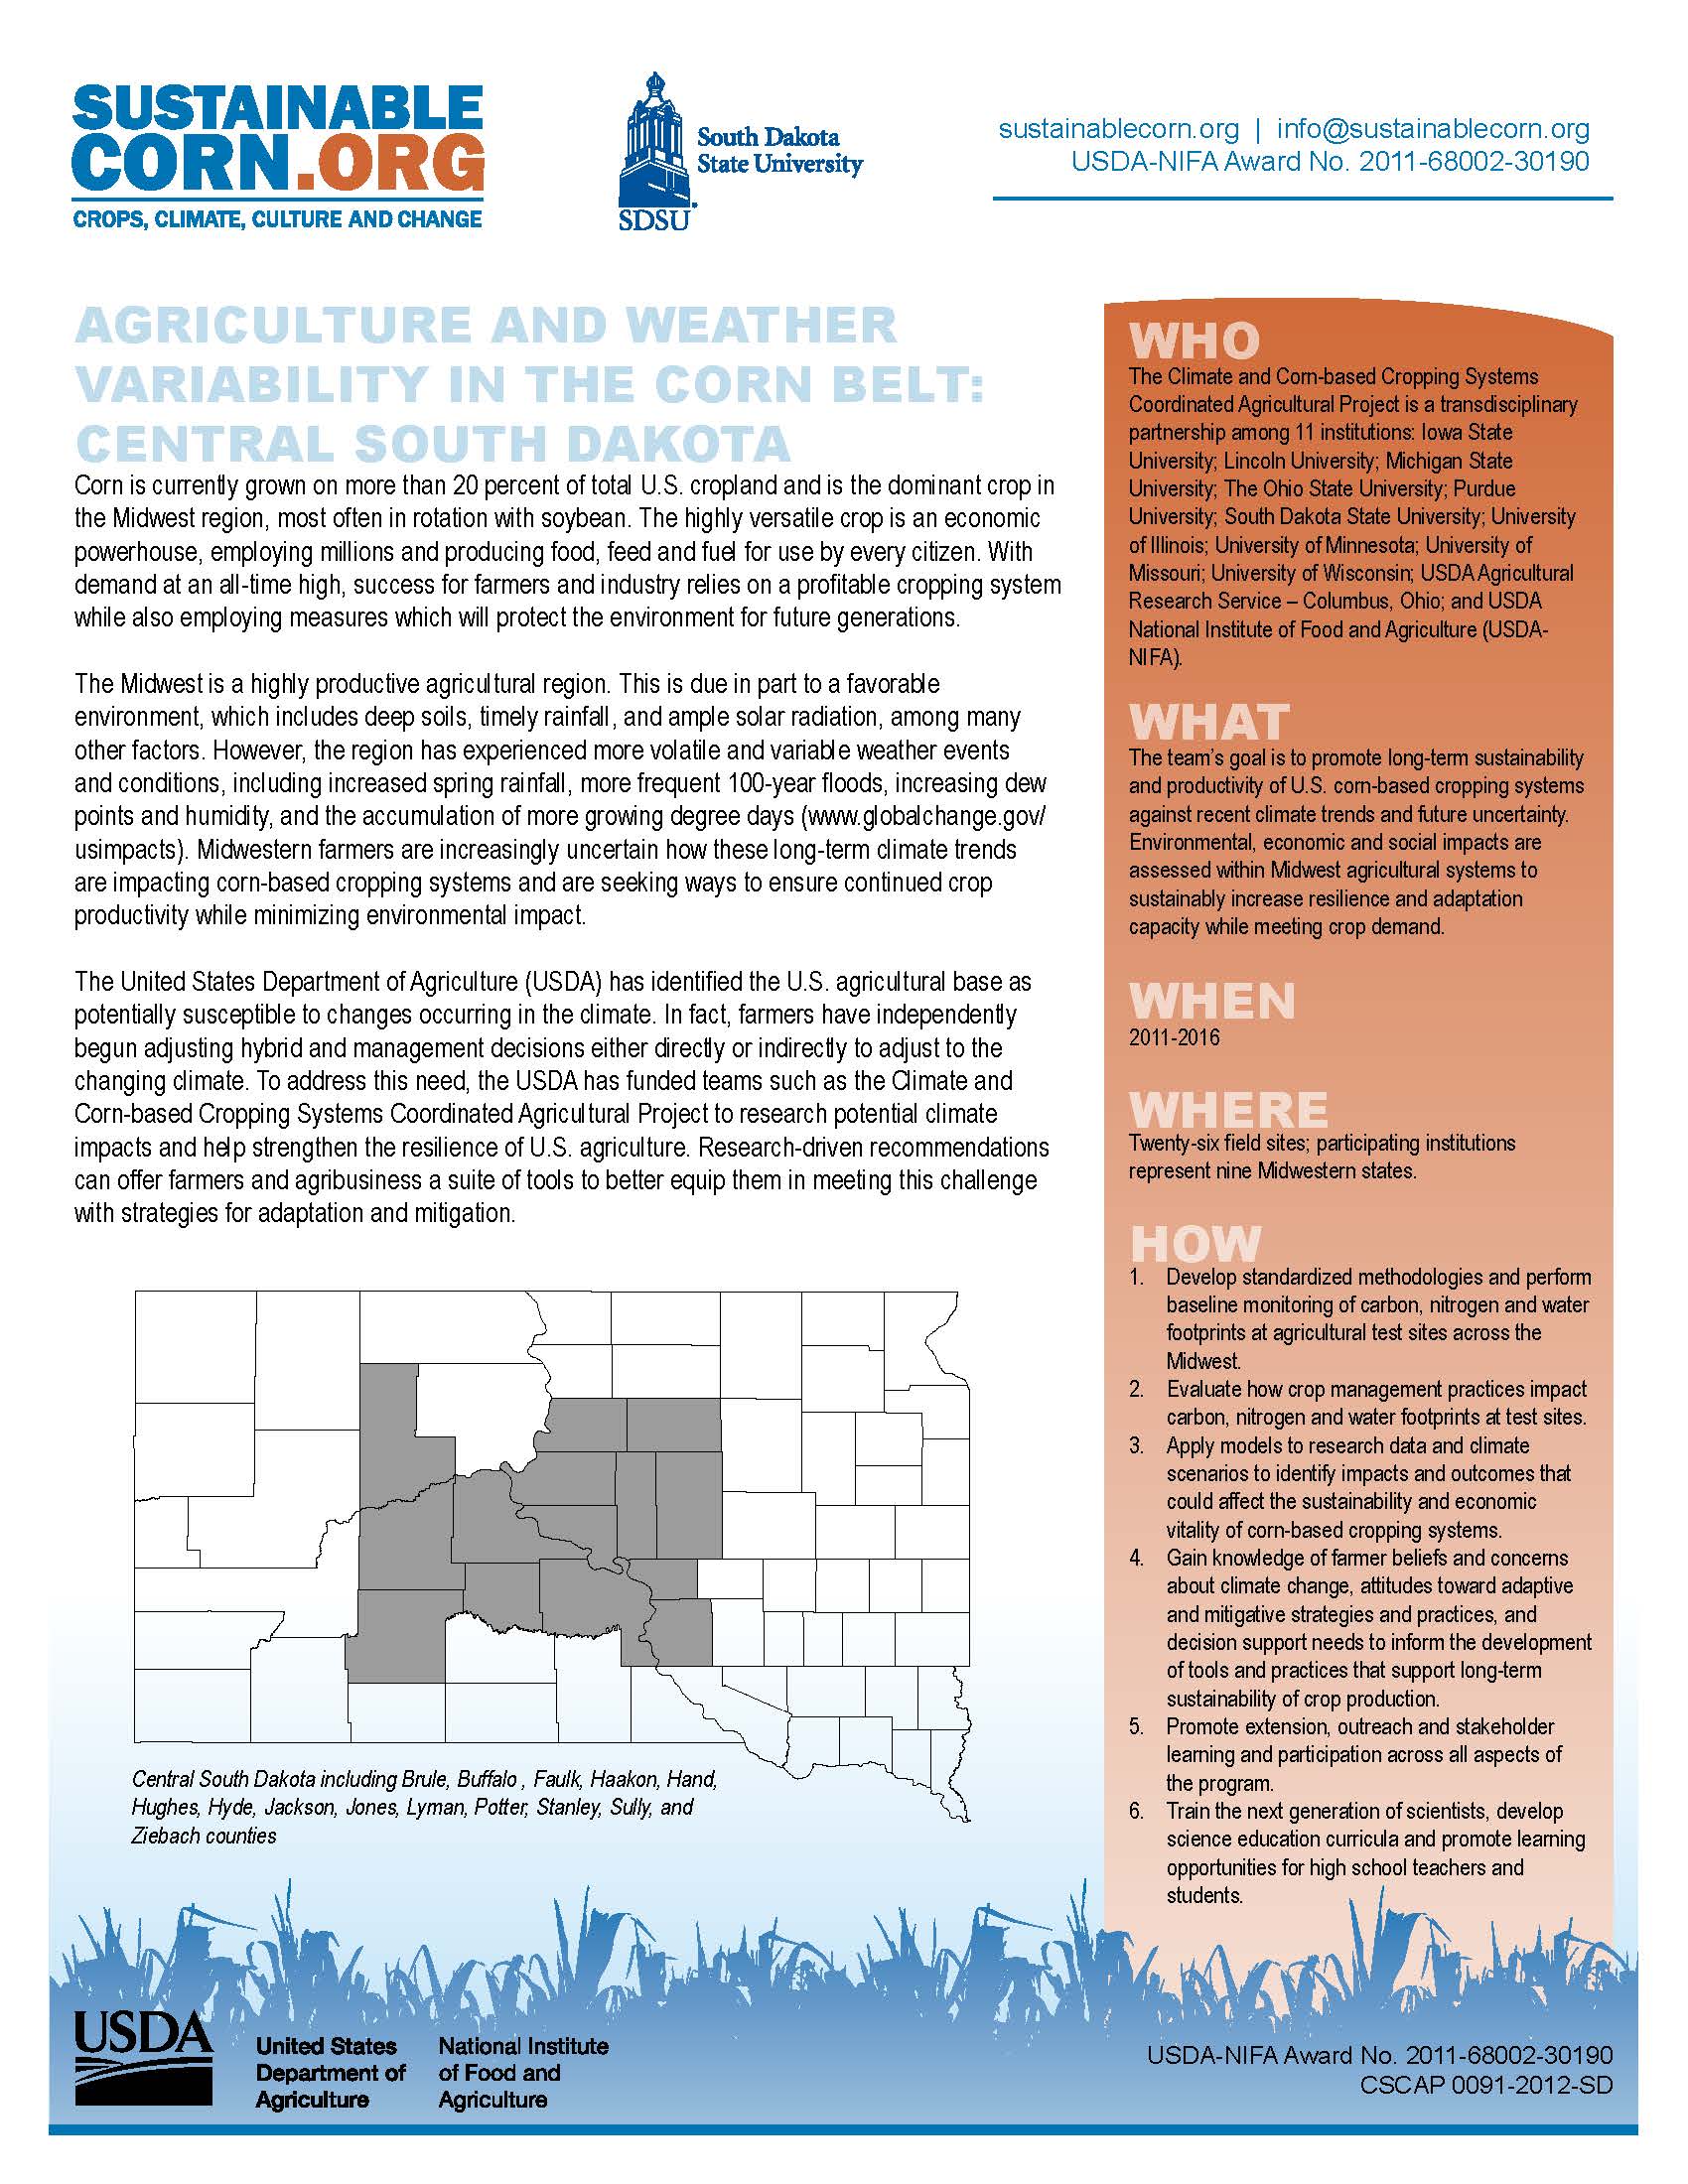 SUSTAINABLE
CORN.ORG
CROPS, CLIMATE, CULTURE AND CHANGE
South Dakota
State University
SDSU
sustainablecorn.org | info@sustainablecorn.org
USDA-NIFA Award No. 2011-68002-30190
AGRICULTURE AND WEATHER
VARIABILITY IN THE CORN BELT:
CENTRAL SOUTH DAKOTA
Corn is currently grown on more than 20 percent of total U.S. cropland and is the dominant crop in
the Midwest region, most often in rotation with soybean. The highly versatile crop is an economic
powerhouse, employing millions and producing food, feed and fuel for use by every citizen. With
demand at an all-time high, success for farmers and industry relies on a profitable cropping system
while also employing measures which will protect the environment for future generations.
The Midwest is a highly productive agricultural region. This is due in part to a favorable
environment, which includes deep soils, timely rainfall, and ample solar radiation, among many
other factors. However, the region has experienced more volatile and variable weather events
and conditions, including increased spring rainfall, more frequent 100-year floods, increasing dew
points and humidity, and the accumulation of more growing degree days (www.globalchange.gov/
usimpacts). Midwestern farmers are increasingly uncertain how these long-term climate trends
are impacting corn-based cropping systems and are seeking ways to ensure continued crop
productivity while minimizing environmental impact.
The United States Department of Agriculture (USDA) has identified the U.S. agricultural base as
potentially susceptible to changes occurring in the climate. In fact, farmers have independently
begun adjusting hybrid and management decisions either directly or indirectly to adjust to the
changing climate. To address this need, the USDA has funded teams such as the Climate and
Corn-based Cropping Systems Coordinated Agricultural Project to research potential climate
impacts and help strengthen the resilience of U.S. agriculture. Research-driven recommendations
can offer farmers and agribusiness a suite of tools to better equip them in meeting this challenge
with strategies for adaptation and mitigation.
Central South Dakota including Brule, Buffalo , Faulk, Haakon, Hand,
Hughes, Hyde, Jackson, Jones, Lyman, Potter, Stanley, Sully, and
Ziebach counties
WHO
The Climate and Corn-based Cropping Systems
Coordinated Agricultural Project is a transdisciplinary
partnership among 11 institutions: Iowa State
University; Lincoln University; Michigan State
University; The Ohio State University; Purdue
University; South Dakota State University; University
of Illinois; University of Minnesota; University of
Missouri; University of Wisconsin; USDA Agricultural
Research Service – Columbus, Ohio; and USDA
National Institute of Food and Agriculture (USDA-
NIFA).
WHAT
The team's goal is to promote long-term sustainability
and productivity of U.S. corn-based cropping systems
against recent climate trends and future uncertainty.
Environmental, economic and social impacts are
assessed within Midwest agricultural systems to
sustainably increase resilience and adaptation
capacity while meeting crop demand.
WHEN
2011-2016
WHERE
Twenty-six field sites; participating institutions
represent nine Midwestern states.
HOW
1. Develop standardized methodologies and perform
baseline monitoring of carbon, nitrogen and water
footprints at agricultural test sites across the
Midwest.
2. Evaluate how crop management practices impact
carbon, nitrogen and water footprints at test sites.
3. Apply models to research data and climate
scenarios to identify impacts and outcomes that
could affect the sustainability and economic
vitality of corn-based cropping systems.
4. Gain knowledge of farmer beliefs and concerns
about climate change, attitudes toward adaptive
and mitigative strategies and practices, and
decision support needs to inform the development
of tools and practices that support long-term
sustainability of crop production.
5. Promote extension, outreach and stakeholder
learning and participation across all aspects of
the program.
6. Train the next generation of scientists, develop
science education curricula and promote learning
opportunities for high school teachers and
students.
USDA
United States
Department of
Agriculture
National Institute
of Food and
Agriculture
USDA-NIFA Award No. 2011-68002-30190
CSCAP 0091-2012-SD